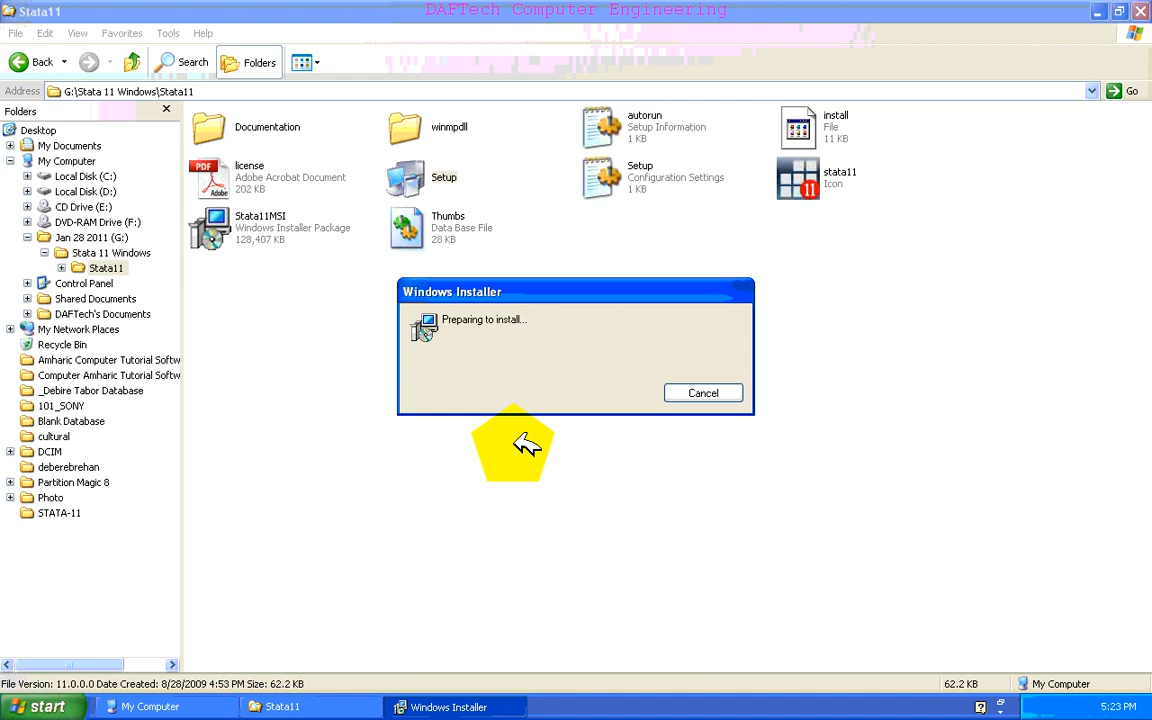 Stata11
DAFTech Computer Engineering
File Edit View Favorites Tools Help
Back Search Folders
Address G:\Stata 11 Windows\Stata11 Go
Folders
Desktop
My Documents
My Computer
Local Disk (C:)
Local Disk (D:)
CD Drive (E:)
DVD-RAM Drive (F:)
Jan 28 2011 (G:)
Stata 11 Windows
Stata11
Control Panel
Shared Documents
DAFTech's Documents
My Network Places
Recycle Bin
Amharic Computer Tutorial Softw
Computer Amharic Tutorial Softw
_Debire Tabor Database
101_SONY
Blank Database
cultural
DCIM
deberebrehan
Partition Magic 8
Photo
STATA-11
Documentation
winmpdll
autorun
Setup Information
1 KB
install
File
11 KB
PDF
Adobe
license
Adobe Acrobat Document
202 KB
Setup
Setup
Configuration Settings
1 KB
11
stata11
Icon
Stata11MSI
Windows Installer Package
128,407 KB
Thumbs
Data Base File
28 KB
Windows Installer
Preparing to install...
Cancel
File Version: 11.0.0.0 Date Created: 8/28/2009 4:53 PM Size: 62.2 KB
62.2 KB
My Computer
start
My Computer
Stata11
Windows Installer
5:23 PM